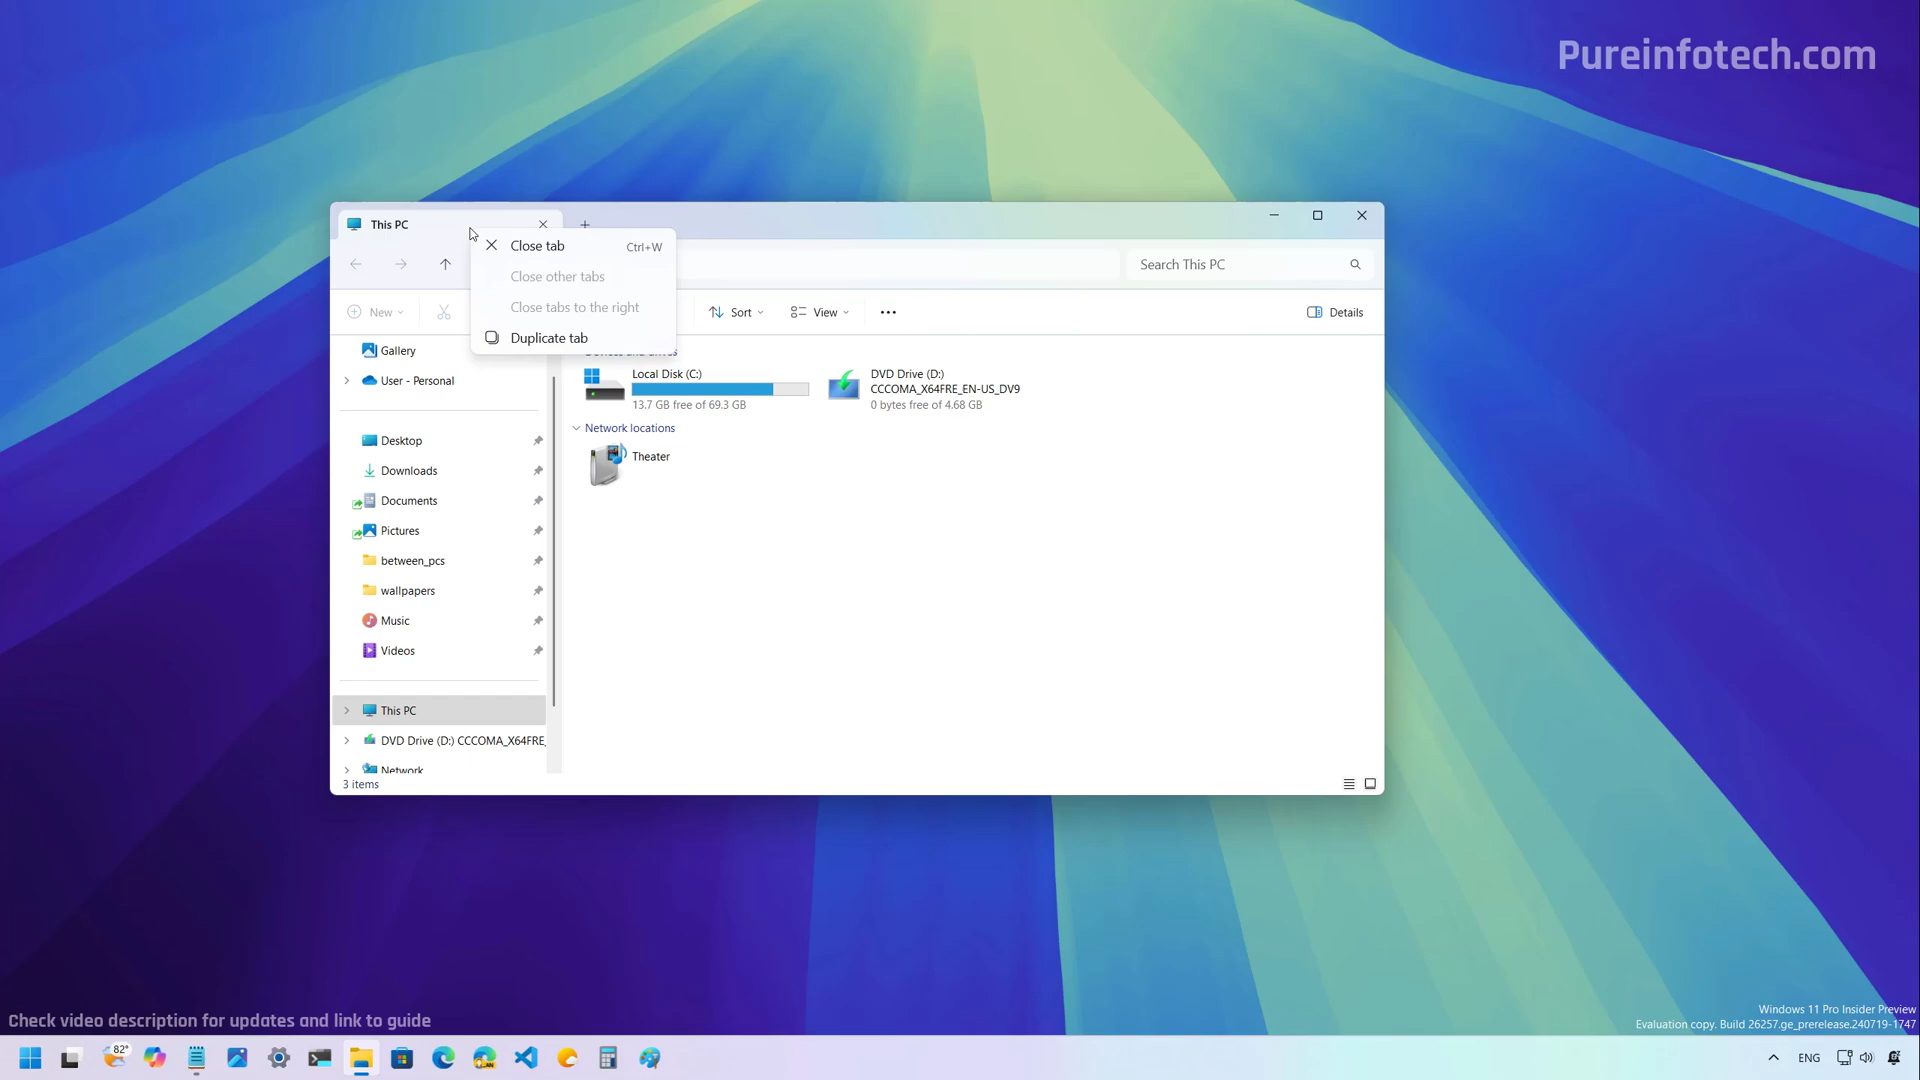 Pureinfotech.com
This PC
Close tab Ctrl+W
Close other tabs
Close tabs to the right
Duplicate tab
Search This PC
New
Sort
View
Details
Gallery
User - Personal
Desktop
Downloads
Documents
Pictures
between_pcs
wallpapers
Music
Videos
This PC
DVD Drive (D:) CCCOMA_X64FRE_
Network
3 items
Local Disk (C:)
13.7 GB free of 69.3 GB
DVD Drive (D:)
CCCOMA_X64FRE_EN-US_DV9
0 bytes free of 4.68 GB
Network locations
Theater
Check video description for updates and link to guide
Windows 11 Pro Insider Preview
Evaluation copy. Build 26257.ge_prerelease.240719-1747
82°
ENG